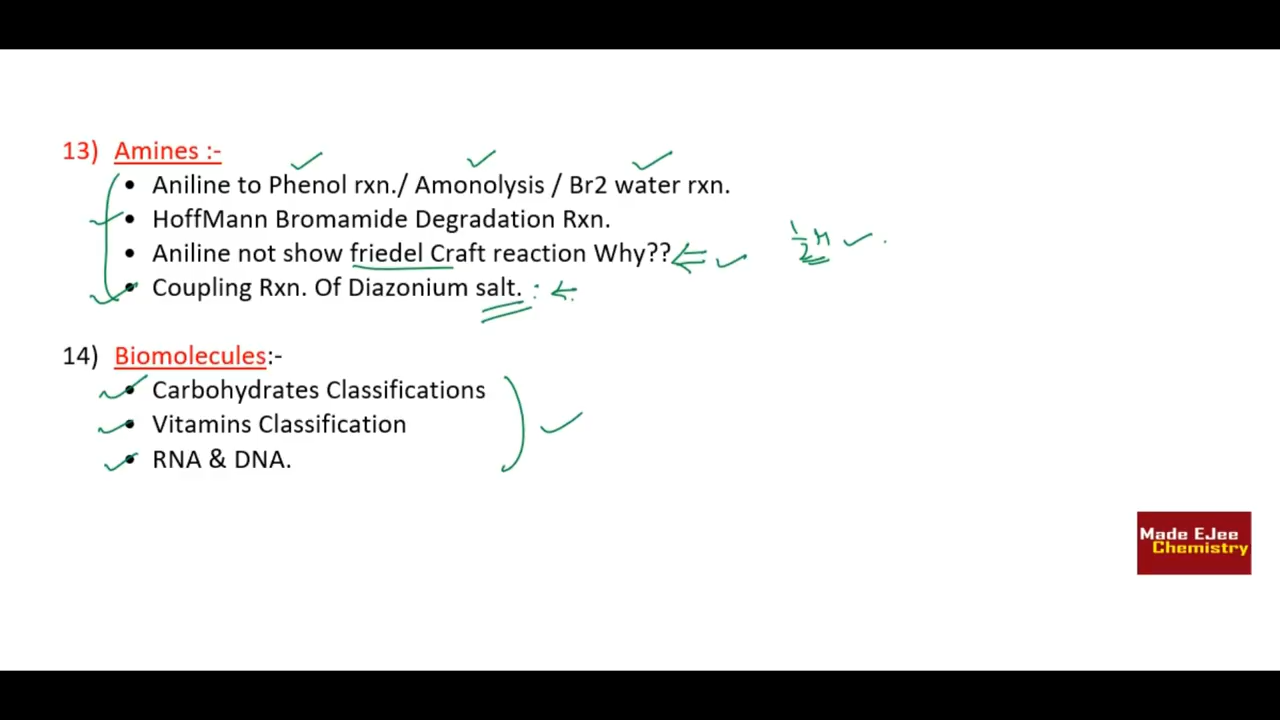 13) Amines :-
• Aniline to Phenol rxn./ Amonolysis / Br2 water rxn.
• HoffMann Bromamide Degradation Rxn.
• Aniline not show friedel Craft reaction Why??
• Coupling Rxn. Of Diazonium salt.
14) Biomolecules:-
• Carbohydrates Classifications
• Vitamins Classification
• RNA & DNA.
Made EJee
Chemistry